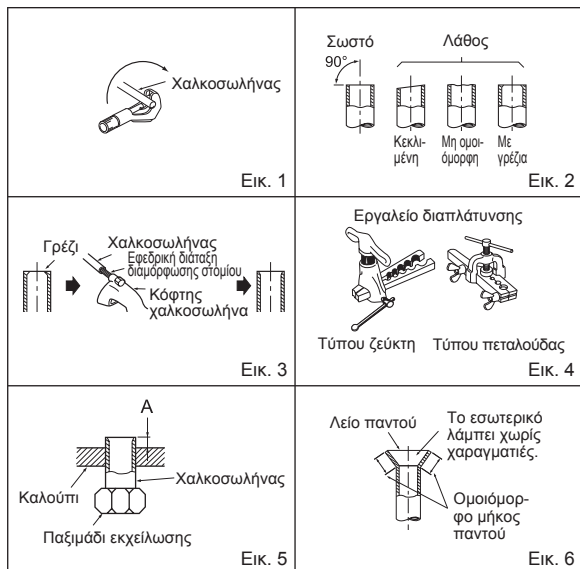 Χαλκοσωλήνας
Εικ. 1
Σωστό
Λάθος
90°
Κεκλι-
μένη
Μη ομοι-
όμορφη
Με
γρέζια
Εικ. 2
Γρέζι
Χαλκοσωλήνας
Εφεδρική διάταξη
διαμόρφωσης στομίου
Κόφτης
χαλκοσωλήνα
Εικ. 3
Εργαλείο διαπλάτυνσης
Τύπου ζεύκτη
Τύπου πεταλούδας
Εικ. 4
A
Χαλκοσωλήνας
Καλούπι
Παξιμάδι εκχείλωσης
Εικ. 5
Λείο παντού
Το εσωτερικό
λάμπει χωρίς
χαραγματιές.
Ομοιόμορ-
φο μήκος
παντού
Εικ. 6